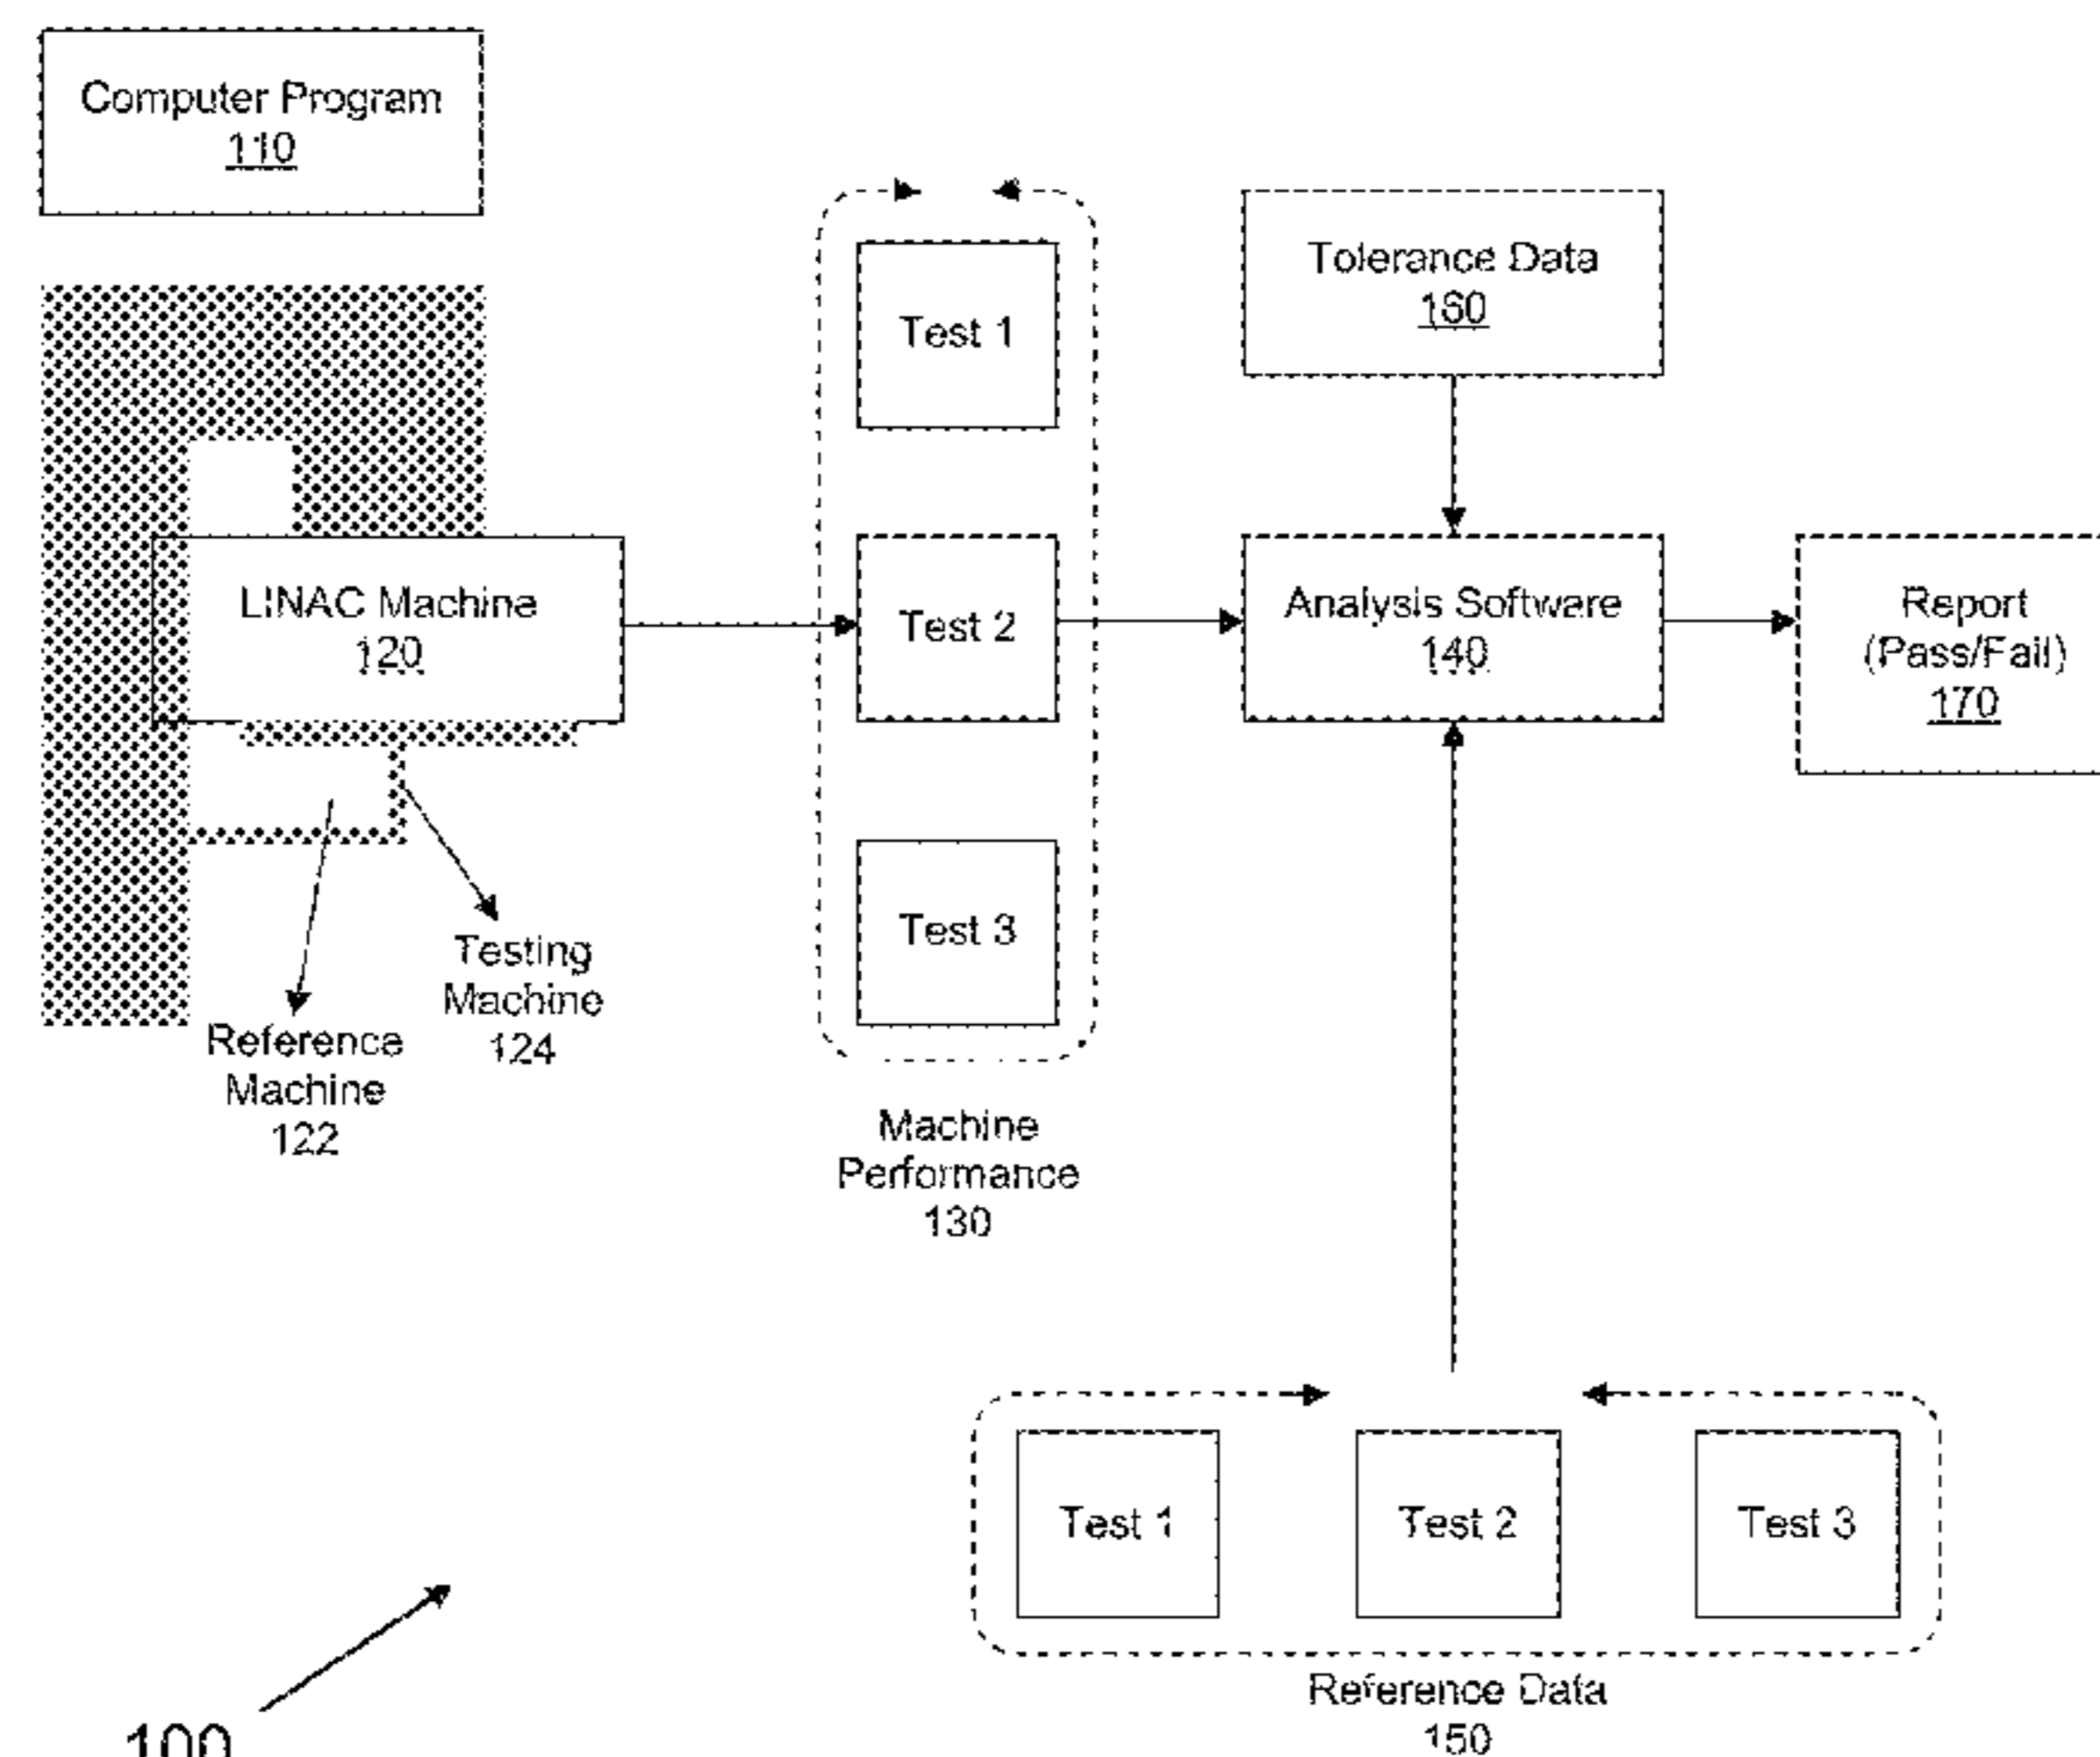 Computer Program
110
Tolerance Data
160
Test 1
LINAC Machine
120
Test 2
Analysis Software
140
Report
(Pass/Fail)
170
Test 3
Testing
Machine
124
Reference
Machine
122
Machine
Performance
130
Test 1
Test 2
Test 3
Reference Data
150
100